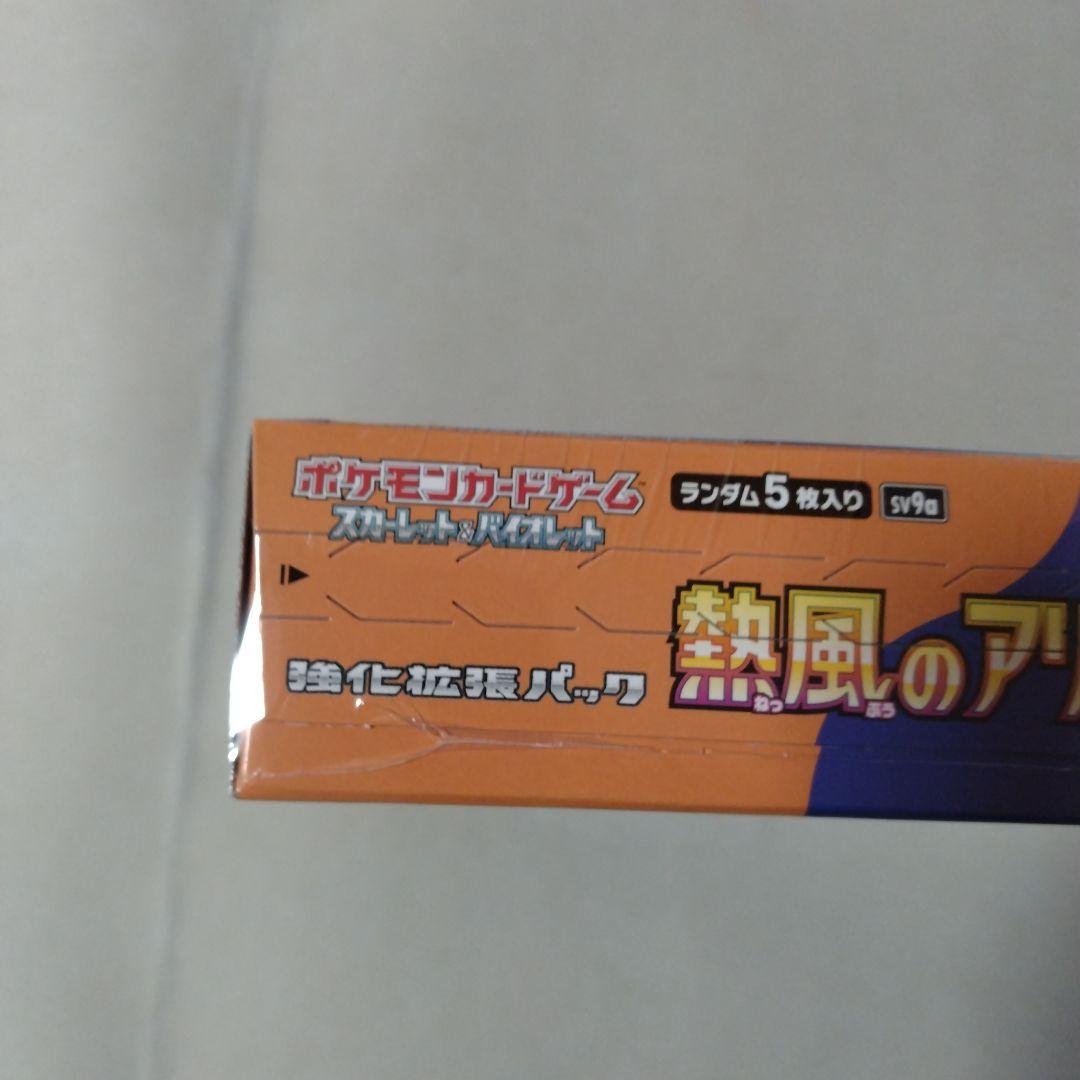 ポケモンカードゲーム™
スカーレット&バイオレット
ランダム5枚入り
SV9a
熱風のア
ねっ ぷう
強化拡張パック